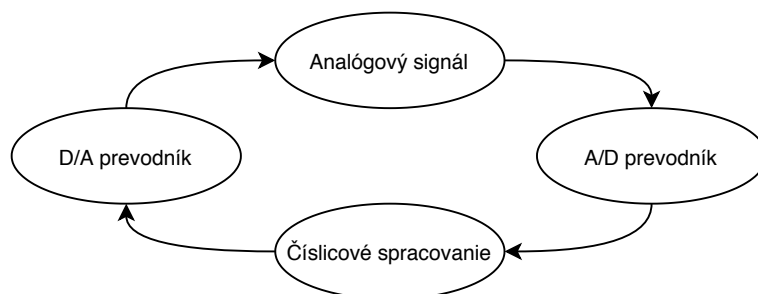 Analógový signál
D/A prevodník
A/D prevodník
Číslicové spracovanie